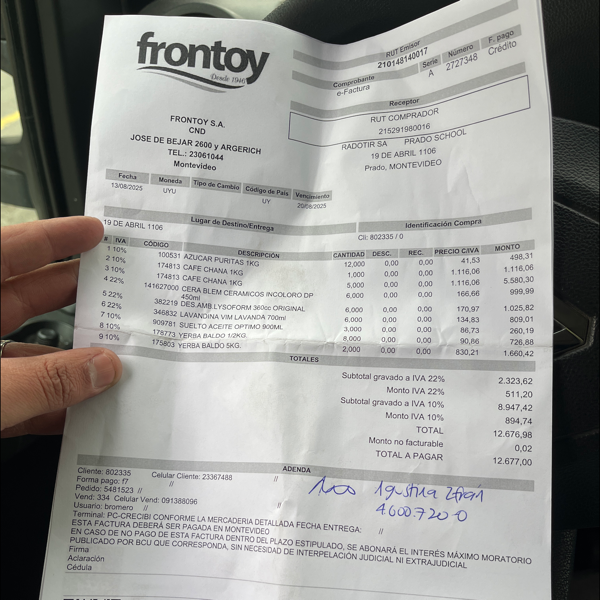 frontoy
Desde 1946
FRONTOY S.A.
CND
JOSE DE BEJAR 2600 y ARGERICH
TEL.: 23061044
Montevideo
RUT Emisor
210148140017
Comprobante Serie Número F. pago
e-Factura A 2727348 Crédito
Receptor
RUT COMPRADOR
215291980016
RADOTIR SA PRADO SCHOOL
19 DE ABRIL 1106
Prado, MONTEVIDEO
Fecha Moneda Tipo de Cambio Código de País Vencimiento
13/08/2025 UYU UY 20/08/2025
Lugar de Destino/Entrega Identificación Compra
19 DE ABRIL 1106 Cli: 802335 / 0
# IVA CÓDIGO DESCRIPCIÓN CANTIDAD DESC. REC. PRECIO C/IVA MONTO
1 10% 100531 AZUCAR PURITAS 1KG 12,000 0,00 0,00 41,53 498,31
2 10% 174813 CAFE CHANA 1KG 1,000 0,00 0,00 1.116,06 1.116,06
3 10% 174813 CAFE CHANA 1KG 5,000 0,00 0,00 1.116,06 5.580,30
4 22% 141627000 CERA BLEM CERAMICOS INCOLORO DP 6,000 0,00 0,00 166,66 999,99
450ml
5 22% 382219 DES.AMB.LYSOFORM 360cc ORIGINAL 6,000 0,00 0,00 170,97 1.025,82
6 22% 346832 LAVANDINA VIM LAVANDA 700ml 6,000 0,00 0,00 134,83 809,01
7 10% 909781 SUELTO ACEITE OPTIMO 900ML 3,000 0,00 0,00 86,73 260,19
8 10% 178773 YERBA BALDO 1/2KG. 8,000 0,00 0,00 90,86 726,88
9 10% 175803 YERBA BALDO 5KG. 2,000 0,00 0,00 830,21 1.660,42
TOTALES
Subtotal gravado a IVA 22% 2.323,62
Monto IVA 22% 511,20
Subtotal gravado a IVA 10% 8.947,42
Monto IVA 10% 894,74
TOTAL 12.676,98
Monto no facturable 0,02
TOTAL A PAGAR 12.677,00
ADENDA
Cliente: 802335 Celular Cliente: 23367488 //
Forma pago: f7 //
Pedido: 5481523 //
Vend: 334 Celular Vend: 091388096
Usuario: bromero // //
4600.720-0
Terminal: PC-CRECIBI CONFORME LA MERCADERIA DETALLADA FECHA ENTREGA: //
ESTA FACTURA DEBERÁ SER PAGADA EN MONTEVIDEO
EN CASO DE NO PAGO DE ESTA FACTURA DENTRO DEL PLAZO ESTIPULADO, SE ABONARÁ EL INTERÉS MÁXIMO MORATORIO
PUBLICADO POR BCU QUE CORRESPONDA, SIN NECESIDAD DE INTERPELACIÓN JUDICIAL NI EXTRAJUDICIAL
Firma
Aclaración
Cédula